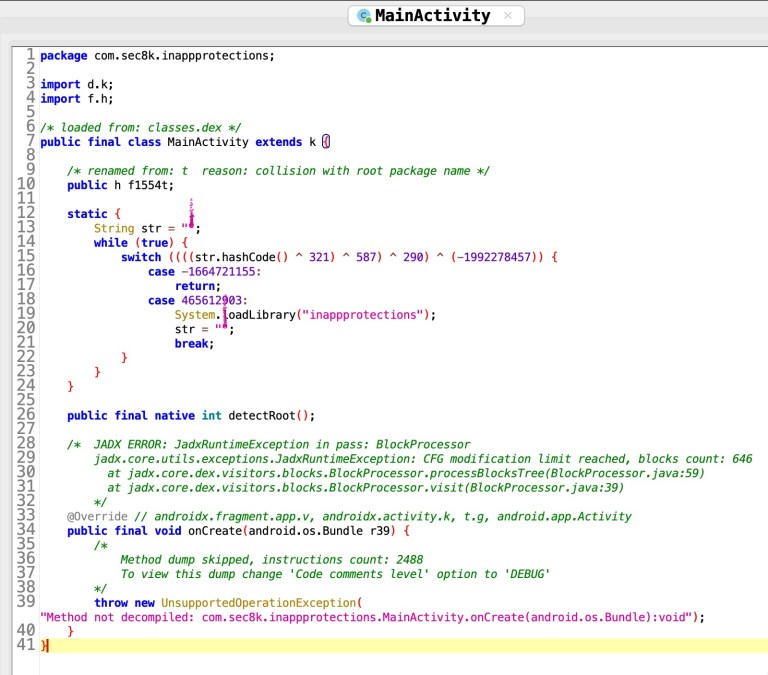 MainActivity
1 package com.sec8k.inappprotections;
2
3 import d.k;
4 import f.h;
5
6 /* loaded from: classes.dex */
7 public final class MainActivity extends k {
8
9 /* renamed from: t reason: collision with root package name */
10 public h f1554t;
11
12 static {
13 String str = "";
14 while (true) {
15 switch ((((str.hashCode() ^ 321) ^ 587) ^ 290) ^ (-1992278457)) {
16 case -1664721155:
17 return;
18 case 465612903:
19 System.loadLibrary("inappprotections");
20 str = "";
21 break;
22 }
23 }
24 }
25
26 public final native int detectRoot();
27
28 /* JADX ERROR: JadxRuntimeException in pass: BlockProcessor
29 jadx.core.utils.exceptions.JadxRuntimeException: CFG modification limit reached, blocks count: 646
30 at jadx.core.dex.visitors.blocks.BlockProcessor.processBlocksTree(BlockProcessor.java:59)
31 at jadx.core.dex.visitors.blocks.BlockProcessor.visit(BlockProcessor.java:39)
32 */
33 @Override // androidx.fragment.app.v, androidx.activity.k, t.g, android.app.Activity
34 public final void onCreate(android.os.Bundle r39) {
35 /*
36 Method dump skipped, instructions count: 2488
37 To view this dump change 'Code comments level' option to 'DEBUG'
38 */
39 throw new UnsupportedOperationException(
"Method not decompiled: com.sec8k.inappprotections.MainActivity.onCreate(android.os.Bundle):void");
40 }
41 }